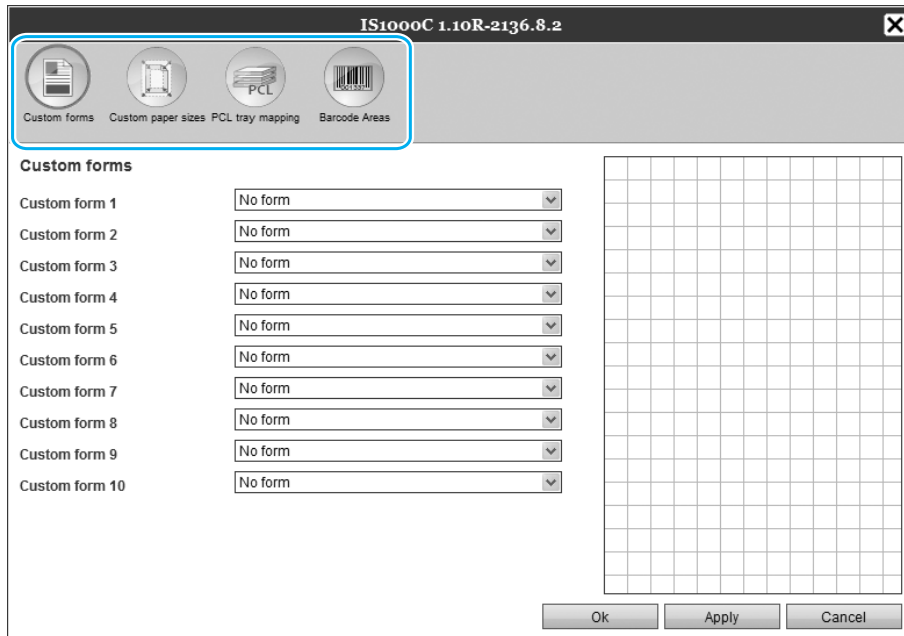 IS1000C 1.10R-2136.8.2
PCL
Custom forms Custom paper sizes PCL tray mapping Barcode Areas
Custom forms
Custom form 1 No form
Custom form 2 No form
Custom form 3 No form
Custom form 4 No form
Custom form 5 No form
Custom form 6 No form
Custom form 7 No form
Custom form 8 No form
Custom form 9 No form
Custom form 10 No form
Ok Apply Cancel